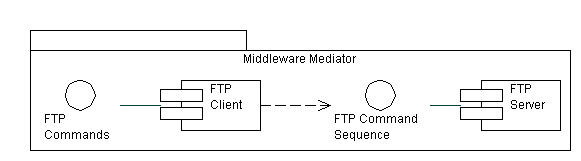 Middleware Mediator
FTP
Client
FTP
Server
FTP
Commands
FTP Command
Sequence